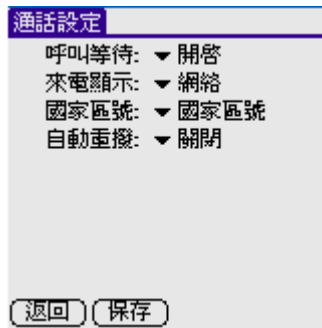 通話設定
呼叫等待: 開啓
來電顯示: 網絡
國家區號: 國家區號
自動重撥: 關閉
返回 保存